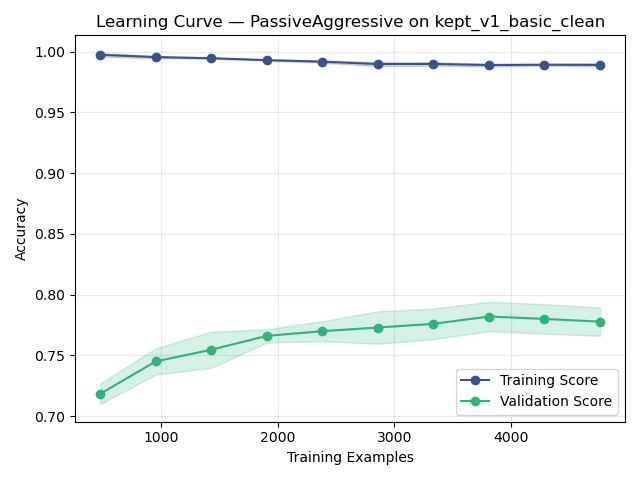 Learning Curve — PassiveAggressive on kept_v1_basic_clean
Accuracy
1.00
0.95
0.90
0.85
0.80
0.75
0.70
1000
2000
3000
4000
Training Examples
Training Score
Validation Score